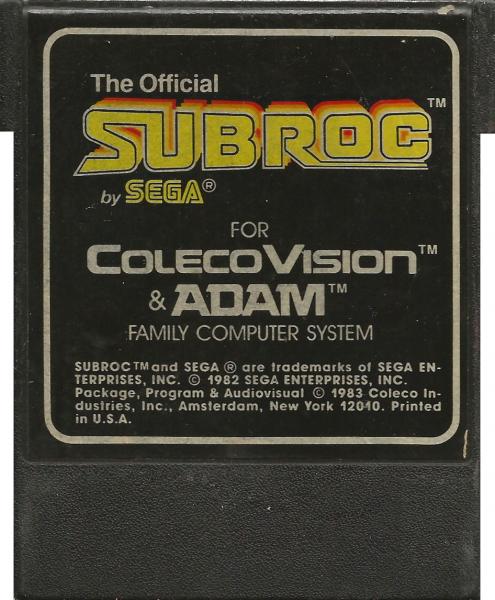 The Official
SUBROC™
by SEGA®
FOR
COLECOVISION™
& ADAM™
FAMILY COMPUTER SYSTEM
SUBROC™ and SEGA ® are trademarks of SEGA EN-
TERPRISES, INC. © 1982 SEGA ENTERPRISES, INC.
Package, Program & Audiovisual © 1983 Coleco In-
dustries, Inc., Amsterdam, New York 12010. Printed
in U.S.A.